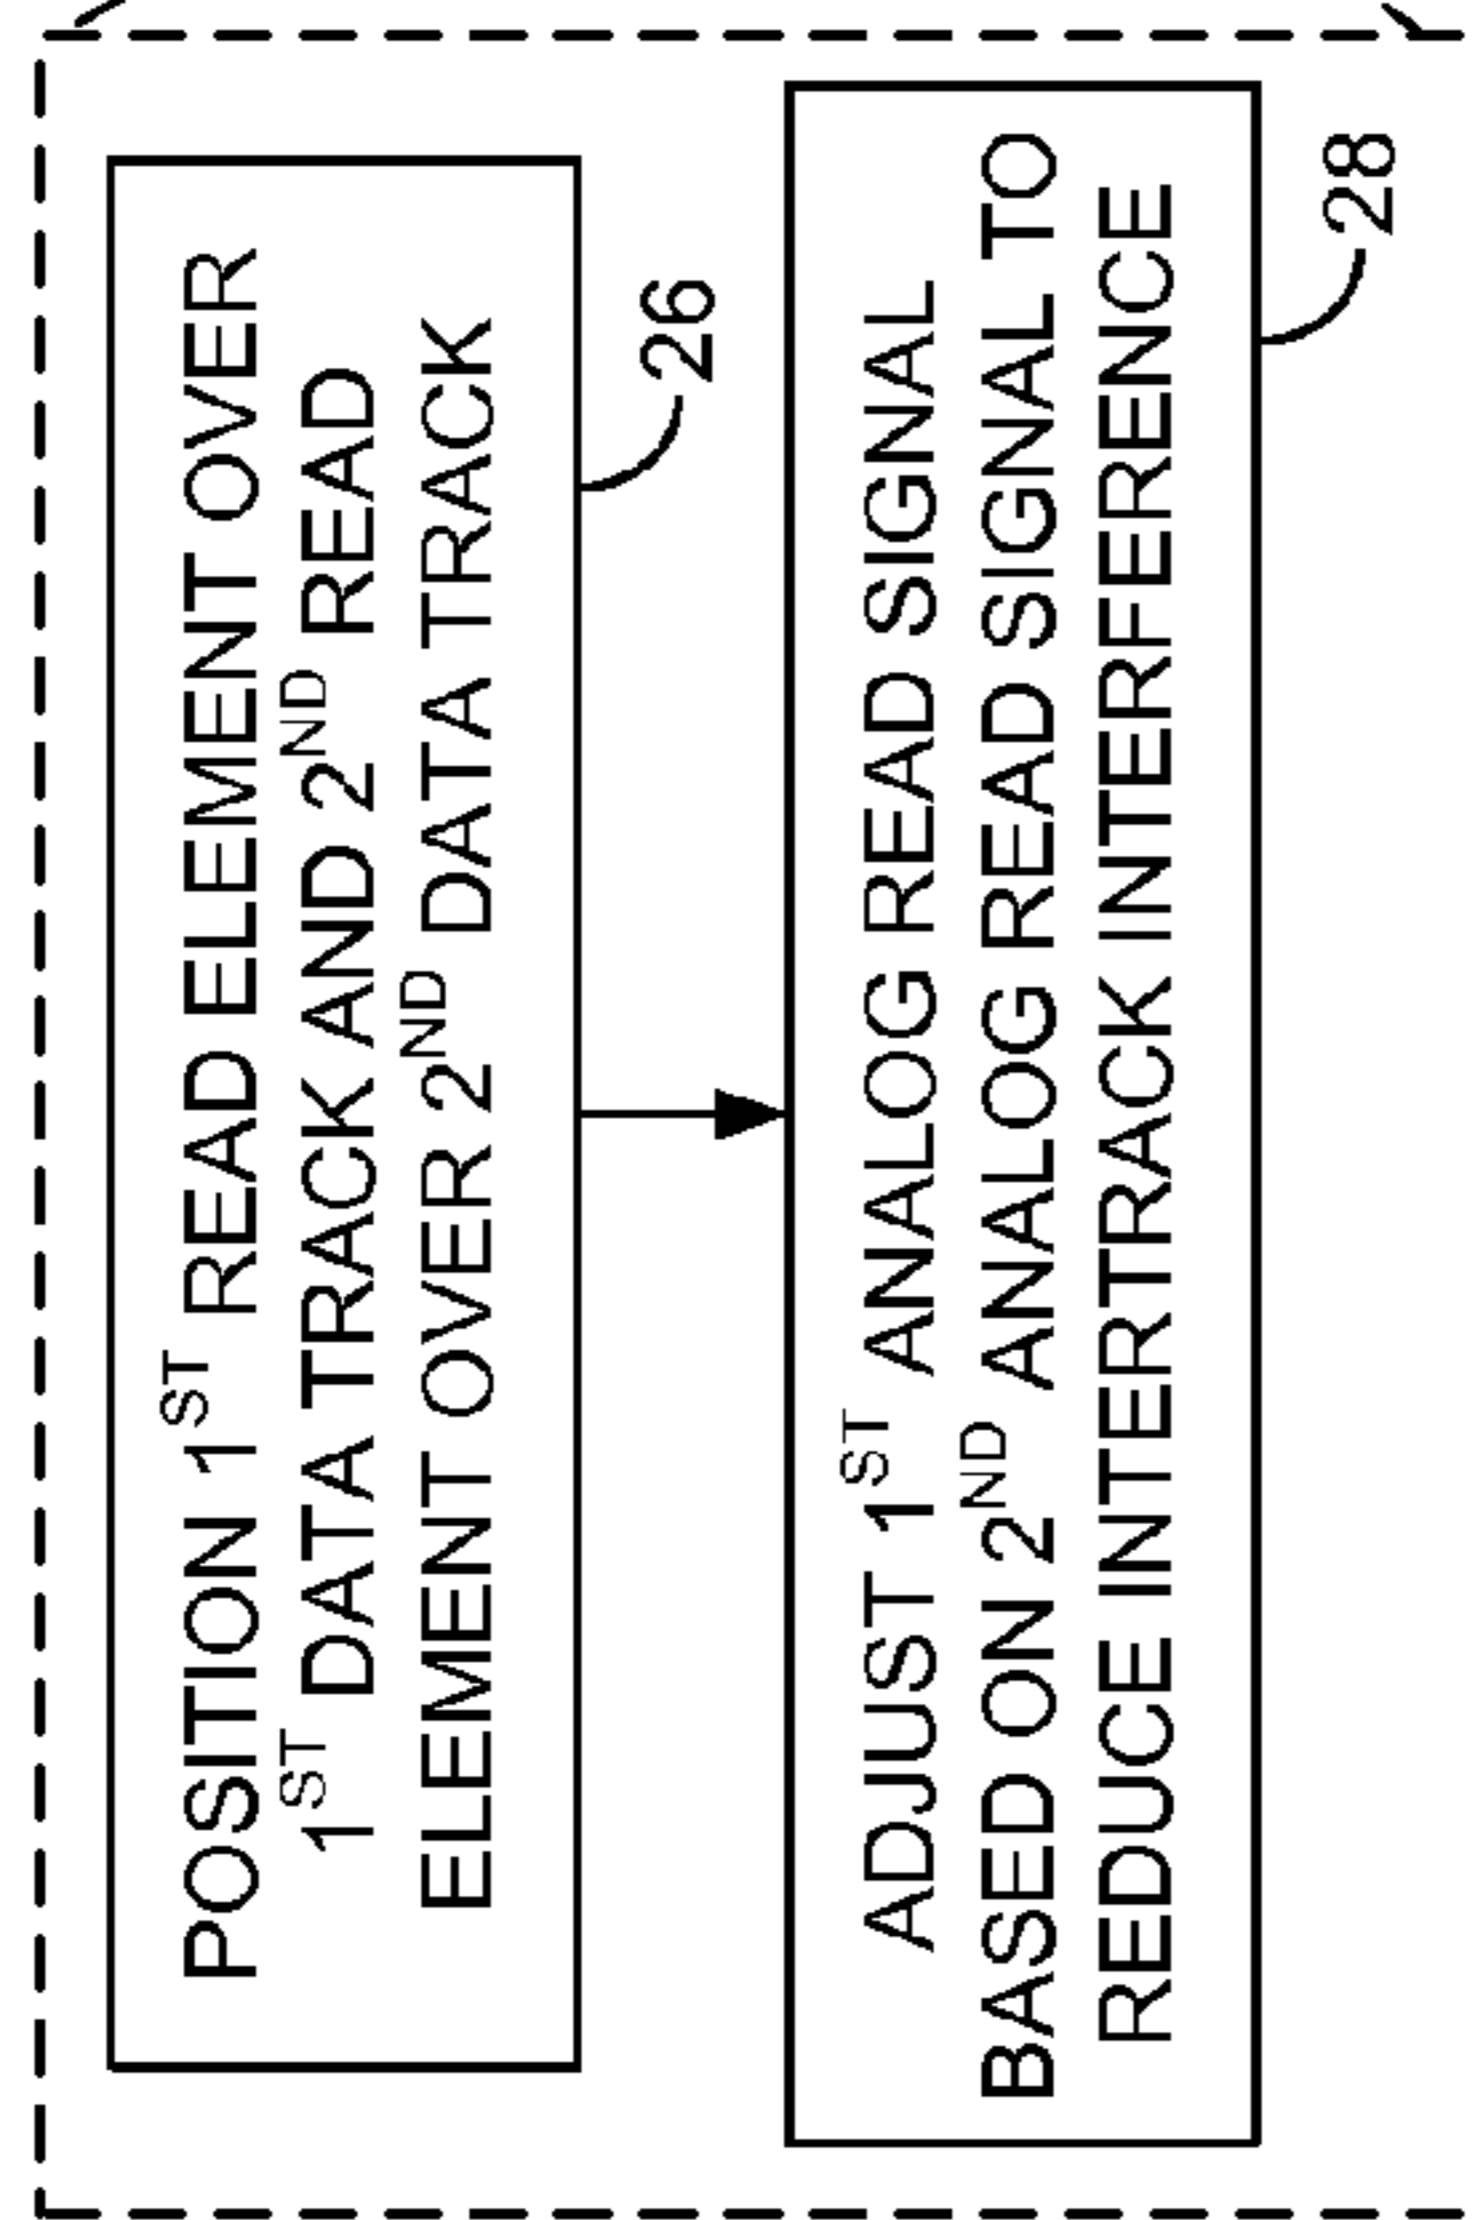 POSITION 1ST READ ELEMENT OVER
1ST DATA TRACK AND 2ND READ
ELEMENT OVER 2ND DATA TRACK
26
ADJUST 1ST ANALOG READ SIGNAL
BASED ON 2ND ANALOG READ SIGNAL TO
REDUCE INTERTRACK INTERFERENCE
28